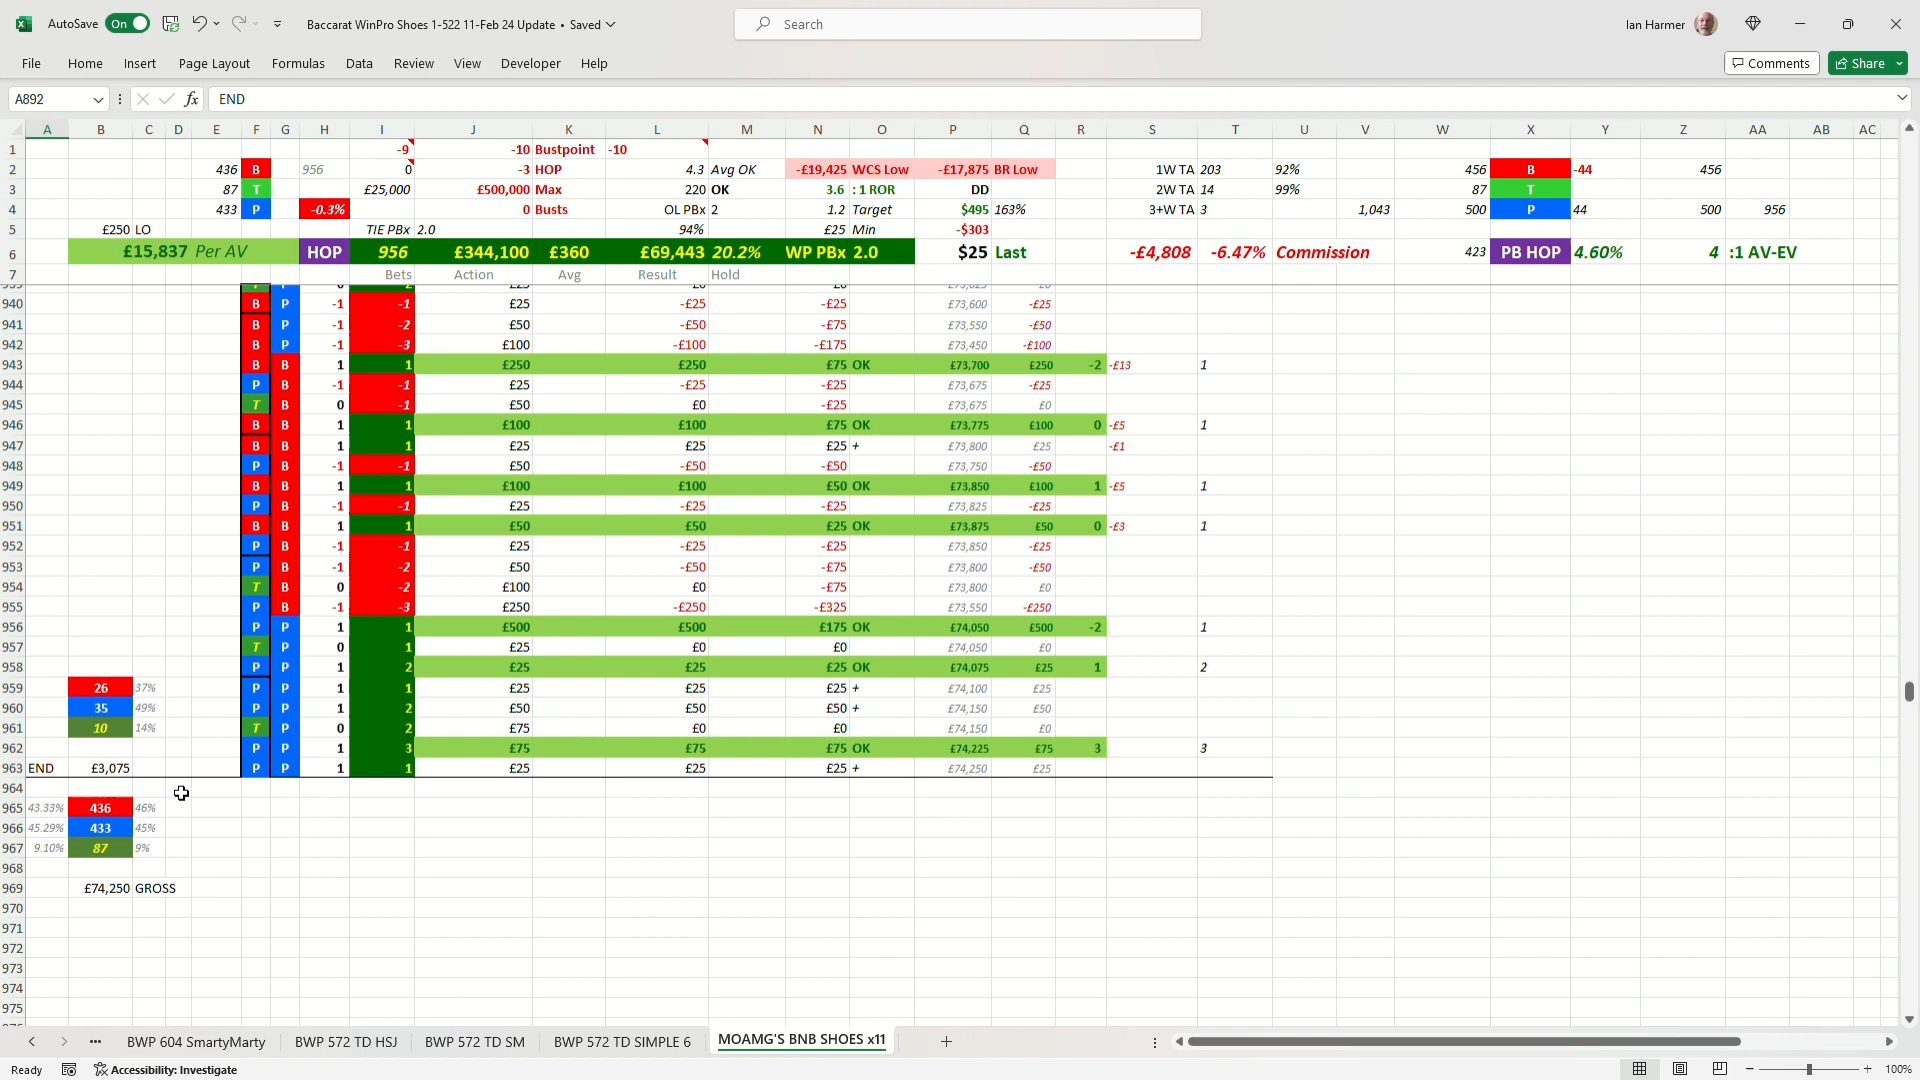 AutoSave On Baccarat WinPro Shoes 1-522 11-Feb 24 Update • Saved Search Ian Harmer
File Home Insert Page Layout Formulas Data Review View Developer Help Comments Share
A892 fx END
A B C D E F G H I J K L M N O P Q R S T U V W X Y Z AA AB AC
1 -9 -10 Bustpoint -10
2 436 B 956 0 -3 HOP 4.3 Avg OK -£19,425 WCS Low -£17,875 BR Low 1W TA 203 92% 456 B -44 456
3 87 T £25,000 £500,000 Max 220 OK 3.6 : 1 ROR DD 2W TA 14 99% 87 T
4 433 P -0.3% 0 Busts OL PBx 2 1.2 Target $495 163% 3+W TA 3 1,043 500 P 44 500 956
5 £250 LO TIE PBx 2.0 94% £25 Min -$303
6 £15,837 Per AV HOP 956 £344,100 £360 £69,443 20.2% WP PBx 2.0 $25 Last -£4,808 -6.47% Commission 423 PB HOP 4.60% 4 :1 AV-EV
7 Bets Action Avg Result Hold
940 B P -1 -1 £25 -£25 -£25 £73,600 -£25
941 B P -1 -2 £50 -£50 -£75 £73,550 -£50
942 B P -1 -3 £100 -£100 -£175 £73,450 -£100
943 B B 1 1 £250 £250 £75 OK £73,700 £250 -2 -£13 1
944 P B -1 -1 £25 -£25 -£25 £73,675 -£25
945 T B 0 -1 £50 £0 -£25 £73,675 £0
946 B B 1 1 £100 £100 £75 OK £73,775 £100 0 -£5 1
947 B B 1 1 £25 £25 £25 + £73,800 £25 -£1
948 P B -1 -1 £50 -£50 -£50 £73,750 -£50
949 B B 1 1 £100 £100 £50 OK £73,850 £100 1 -£5 1
950 P B -1 -1 £25 -£25 -£25 £73,825 -£25
951 B B 1 1 £50 £50 £25 OK £73,875 £50 0 -£3 1
952 P B -1 -1 £25 -£25 -£25 £73,850 -£25
953 P B -1 -2 £50 -£50 -£75 £73,800 -£50
954 T B 0 -2 £100 £0 -£75 £73,800 £0
955 P B -1 -3 £250 -£250 -£325 £73,550 -£250
956 P P 1 1 £500 £500 £175 OK £74,050 £500 -2 1
957 T P 0 1 £25 £0 £0 £74,050 £0
958 P P 1 2 £25 £25 £25 OK £74,075 £25 1 2
959 26 37% P P 1 1 £25 £25 £25 + £74,100 £25
960 35 49% P P 1 2 £50 £50 £50 + £74,150 £50
961 10 14% T P 0 2 £75 £0 £0 £74,150 £0
962 P P 1 3 £75 £75 £75 OK £74,225 £75 3 3
963 END £3,075 P P 1 1 £25 £25 £25 + £74,250 £25
964
965 43.33% 436 46%
966 45.29% 433 45%
967 9.10% 87 9%
968
969 £74,250 GROSS
970
971
972
973
974
975
BWP 604 SmartyMarty BWP 572 TD HSJ BWP 572 TD SM BWP 572 TD SIMPLE 6 MOAMG'S BNB SHOES x11
Ready Accessibility: Investigate 100%